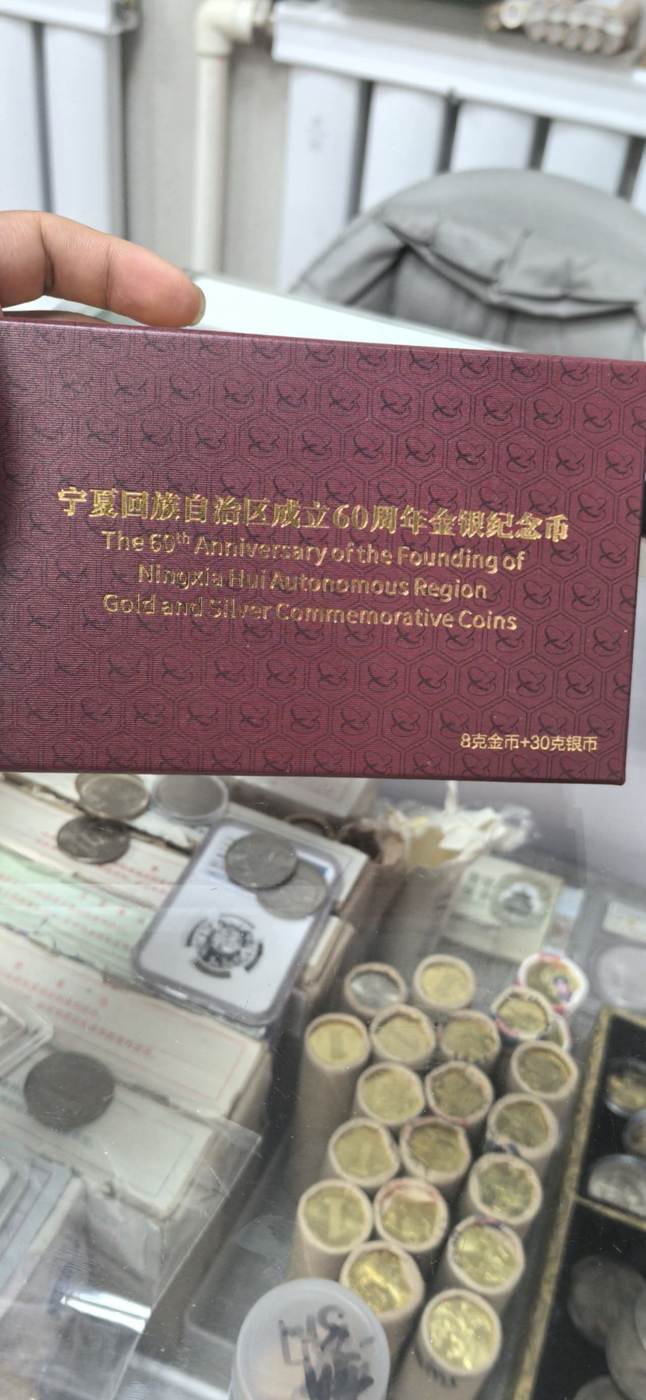 宁夏回族自治区成立60周年金银纪念币
The 60th Anniversary of the Founding of
Ningxia Hui Autonomous Region
Gold and Silver Commemorative Coins
8克金币+30克银币